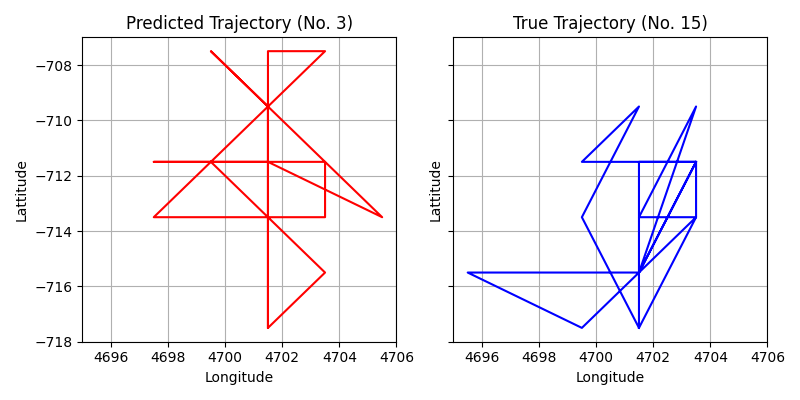 Predicted Trajectory (No. 3)
True Trajectory (No. 15)
Lattitude
−708
−710
−712
−714
−716
−718
4696 4698 4700 4702 4704 4706
Longitude
Lattitude
4696 4698 4700 4702 4704 4706
Longitude